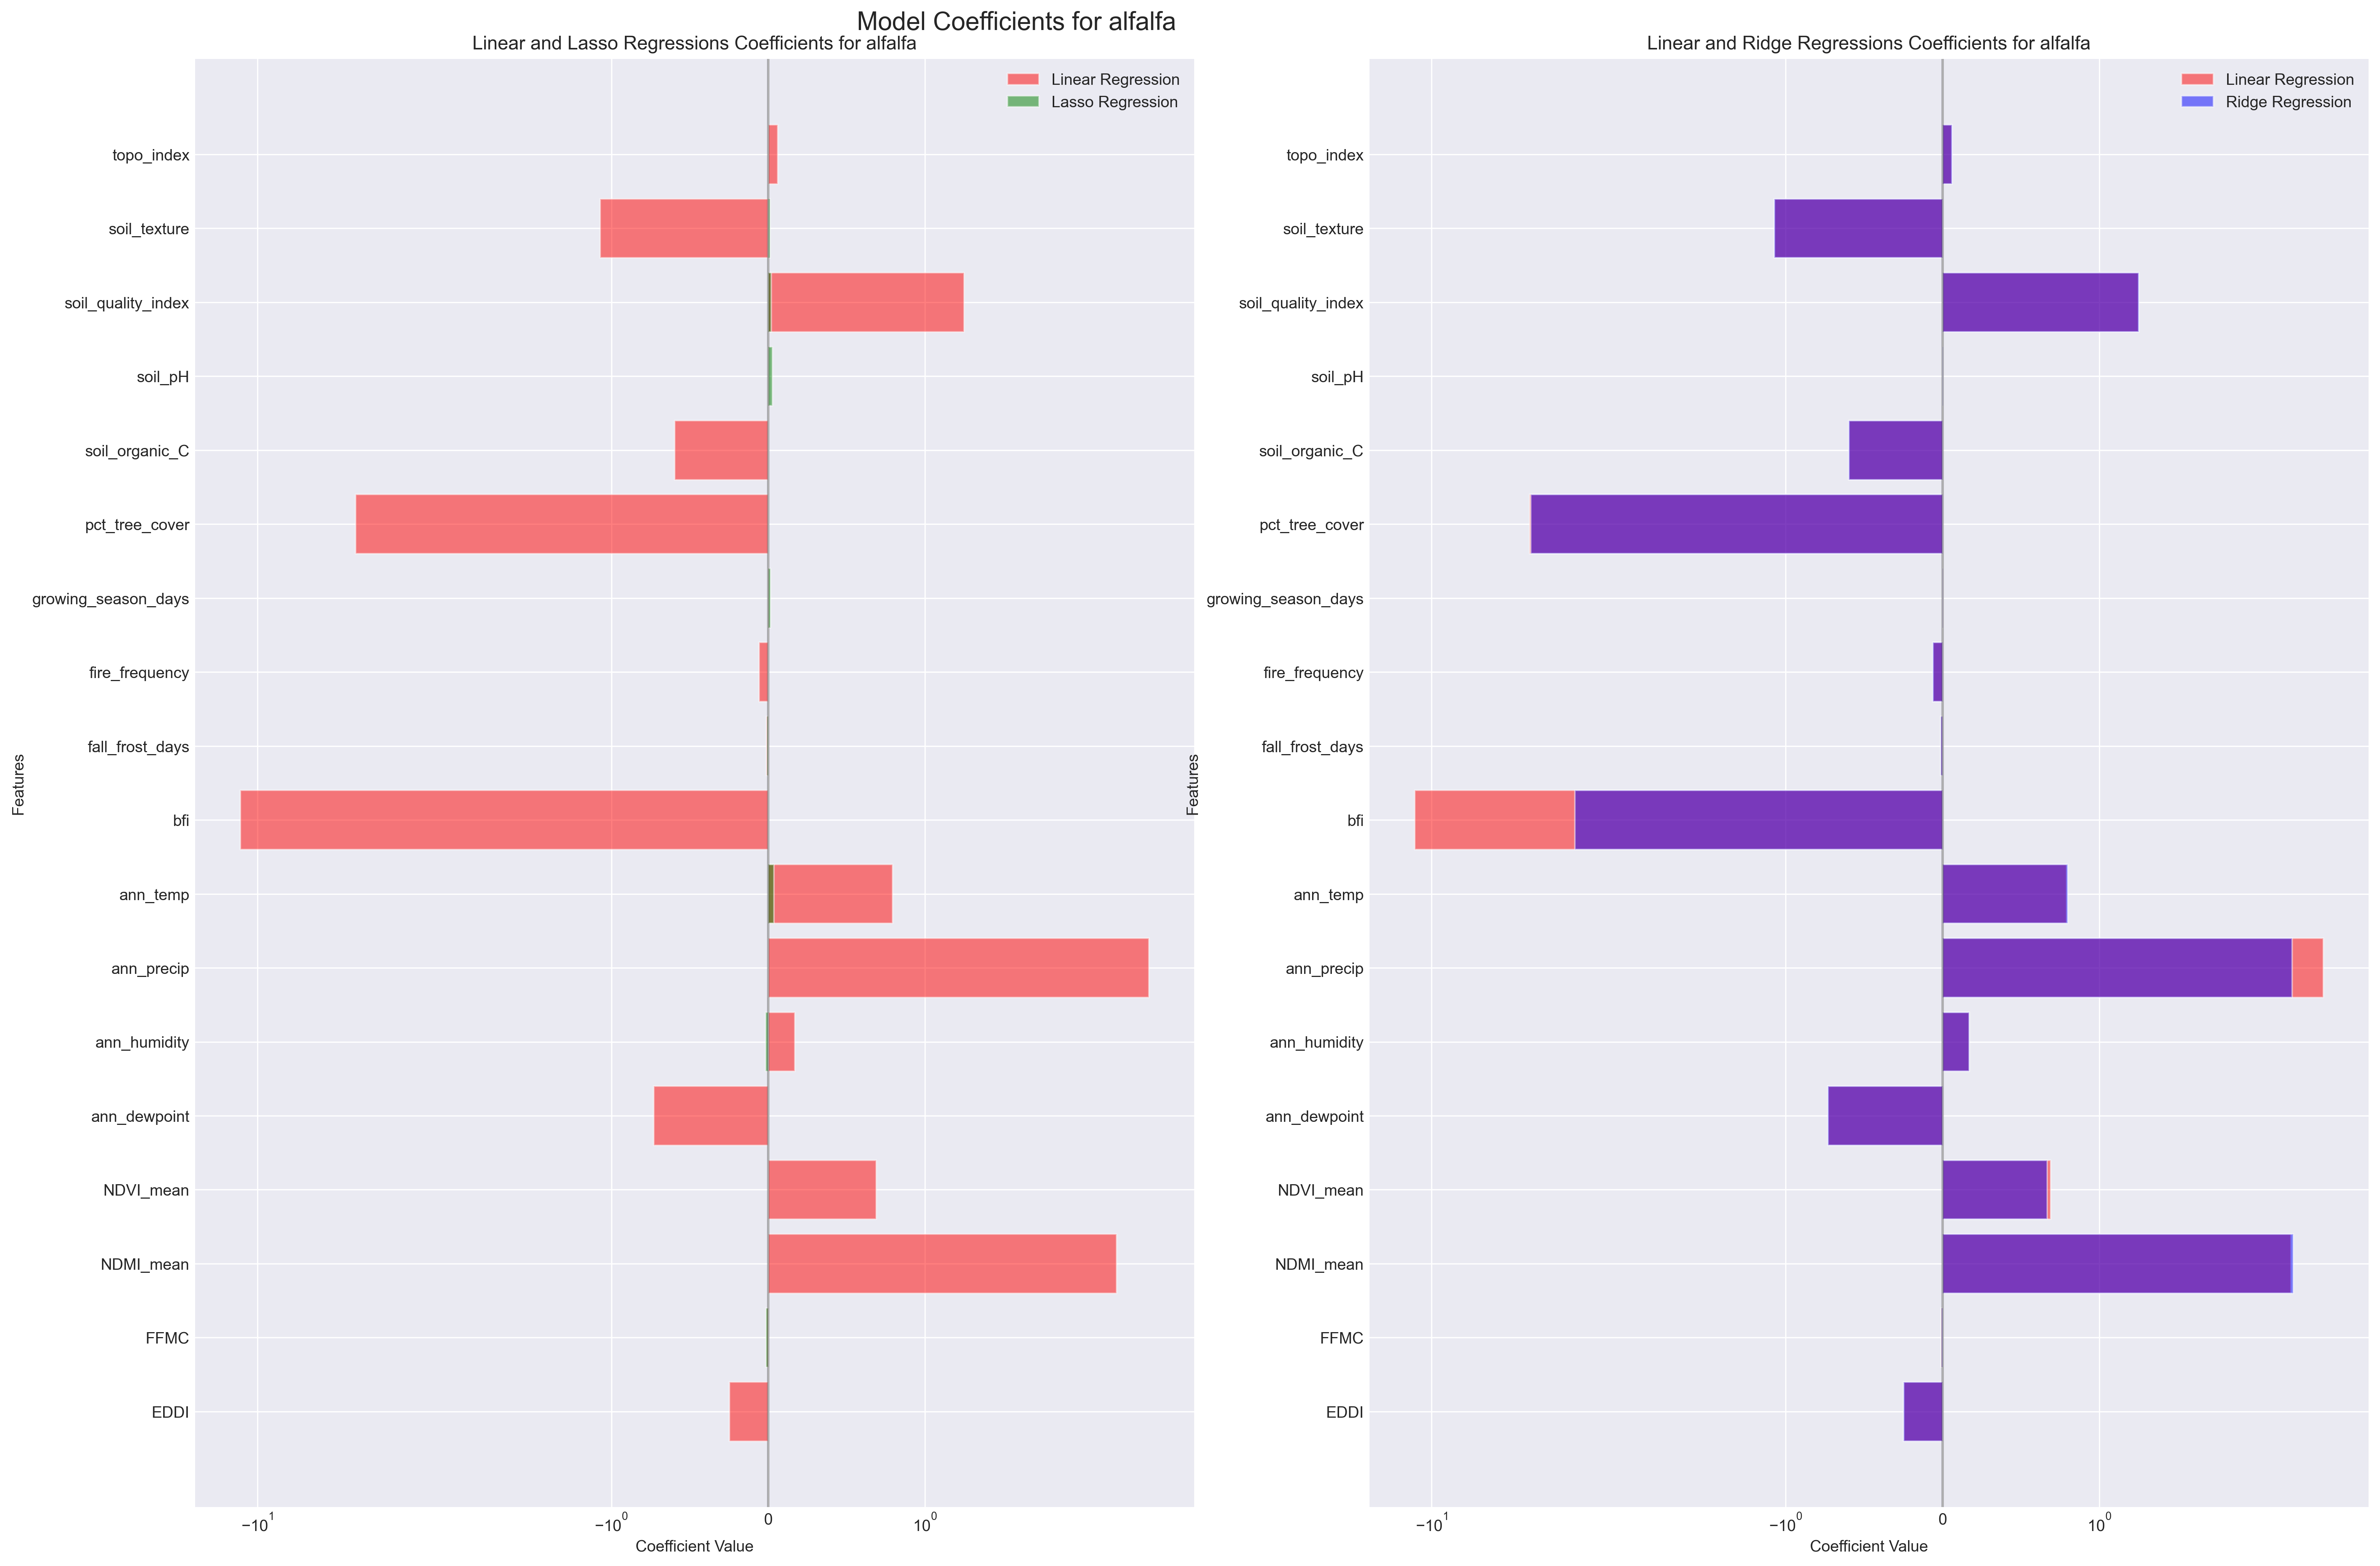 Model Coefficients for alfalfa
Linear and Lasso Regressions Coefficients for alfalfa
Linear Regression
Lasso Regression
topo_index
soil_texture
soil_quality_index
soil_pH
soil_organic_C
pct_tree_cover
growing_season_days
fire_frequency
fall_frost_days
bfi
ann_temp
ann_precip
ann_humidity
ann_dewpoint
NDVI_mean
NDMI_mean
FFMC
EDDI
Features
−10¹ −10⁰ 0 10⁰
Coefficient Value
Linear and Ridge Regressions Coefficients for alfalfa
Linear Regression
Ridge Regression
topo_index
soil_texture
soil_quality_index
soil_pH
soil_organic_C
pct_tree_cover
growing_season_days
fire_frequency
fall_frost_days
bfi
ann_temp
ann_precip
ann_humidity
ann_dewpoint
NDVI_mean
NDMI_mean
FFMC
EDDI
Features
−10¹ −10⁰ 0 10⁰
Coefficient Value